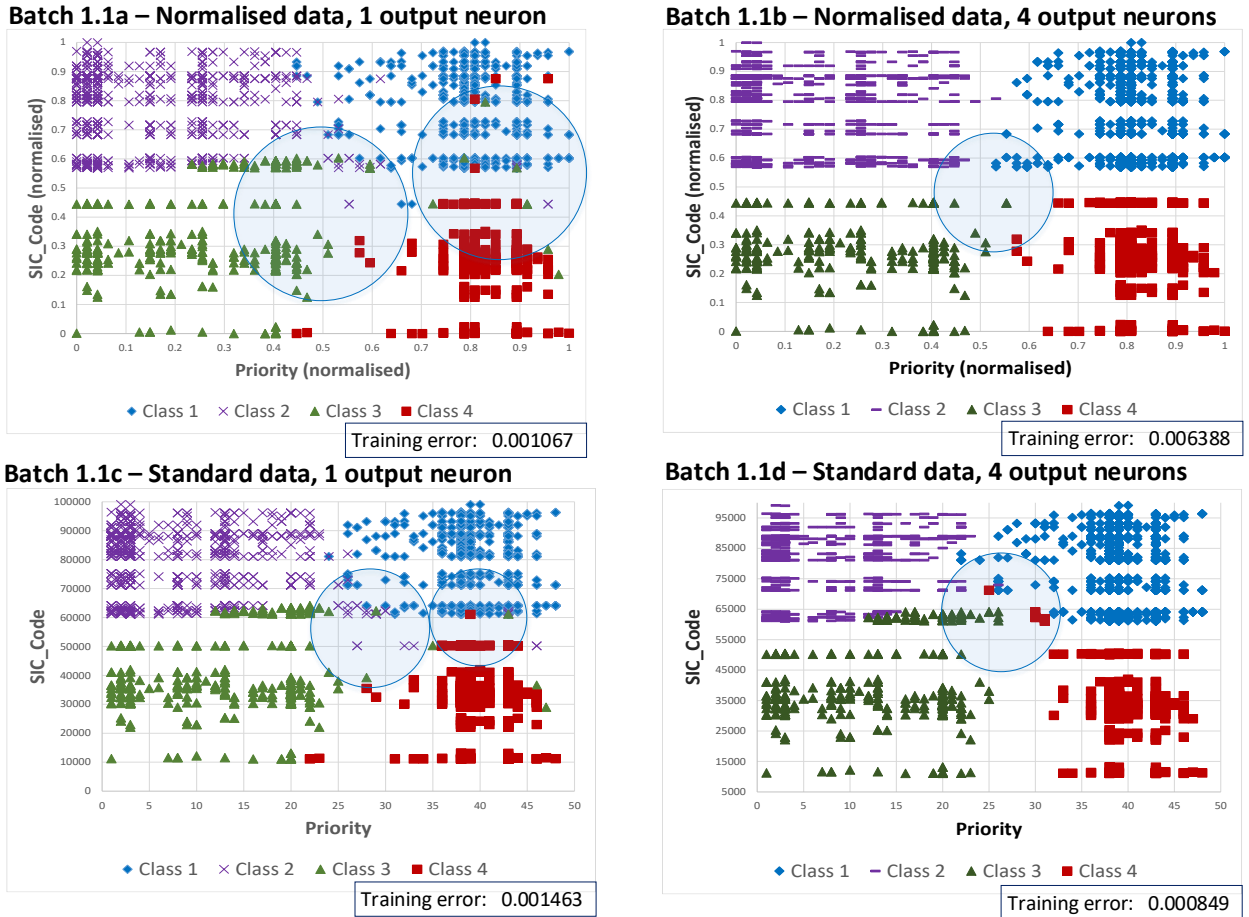 Batch 1.1a – Normalised data, 1 output neuron
1
0.9
0.8
0.7
0.6
0.5
0.4
0.3
0.2
0.1
0
SIC_Code (normalised)
0 0.1 0.2 0.3 0.4 0.5 0.6 0.7 0.8 0.9 1
Priority (normalised)
Class 1 Class 2 Class 3 Class 4
Training error: 0.001067
Batch 1.1b – Normalised data, 4 output neurons
1
0.9
0.8
0.7
0.6
0.5
0.4
0.3
0.2
0.1
0
SIC_Code (normalised)
0 0.1 0.2 0.3 0.4 0.5 0.6 0.7 0.8 0.9 1
Priority (normalised)
Class 1 Class 2 Class 3 Class 4
Training error: 0.006388
Batch 1.1c – Standard data, 1 output neuron
100000
90000
80000
70000
60000
50000
40000
30000
20000
10000
0
SIC_Code
0 5 10 15 20 25 30 35 40 45 50
Priority
Class 1 Class 2 Class 3 Class 4
Training error: 0.001463
Batch 1.1d – Standard data, 4 output neurons
95000
85000
75000
65000
55000
45000
35000
25000
15000
5000
SIC_Code
0 5 10 15 20 25 30 35 40 45 50
Priority
Class 1 Class 2 Class 3 Class 4
Training error: 0.000849